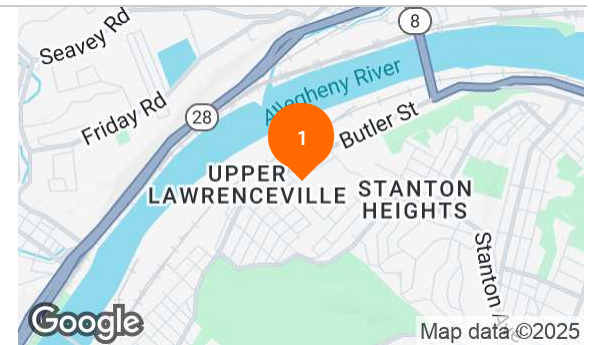 8
Seavey Rd
Allegheny River
Friday Rd
28
1
Butler St
UPPER
LAWRENCEVILLE
STANTON
HEIGHTS
Stanton Ave
Google
Map data ©2025